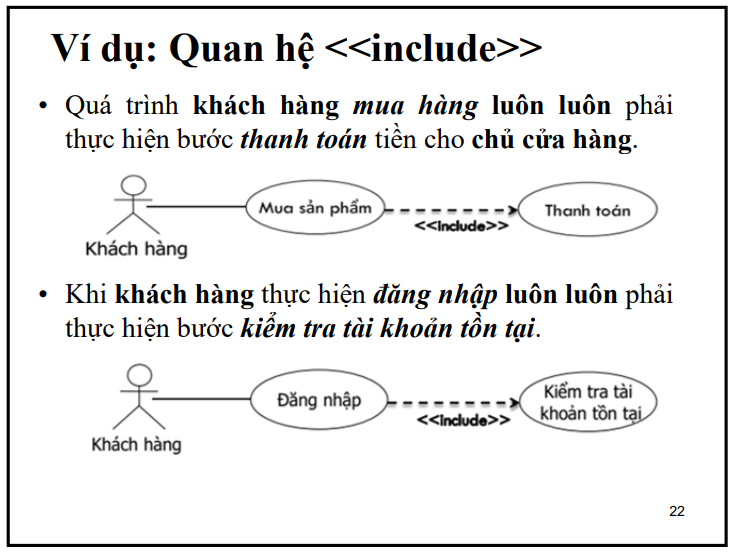 Ví dụ: Quan hệ <<include>>
• Quá trình khách hàng mua hàng luôn luôn phải
thực hiện bước thanh toán tiền cho chủ cửa hàng.
Mua sản phẩm
Thanh toán
<<include>>
Khách hàng
• Khi khách hàng thực hiện đăng nhập luôn luôn phải
thực hiện bước kiểm tra tài khoản tồn tại.
Đăng nhập
Kiểm tra tài
khoản tồn tại
<<include>>
Khách hàng
22